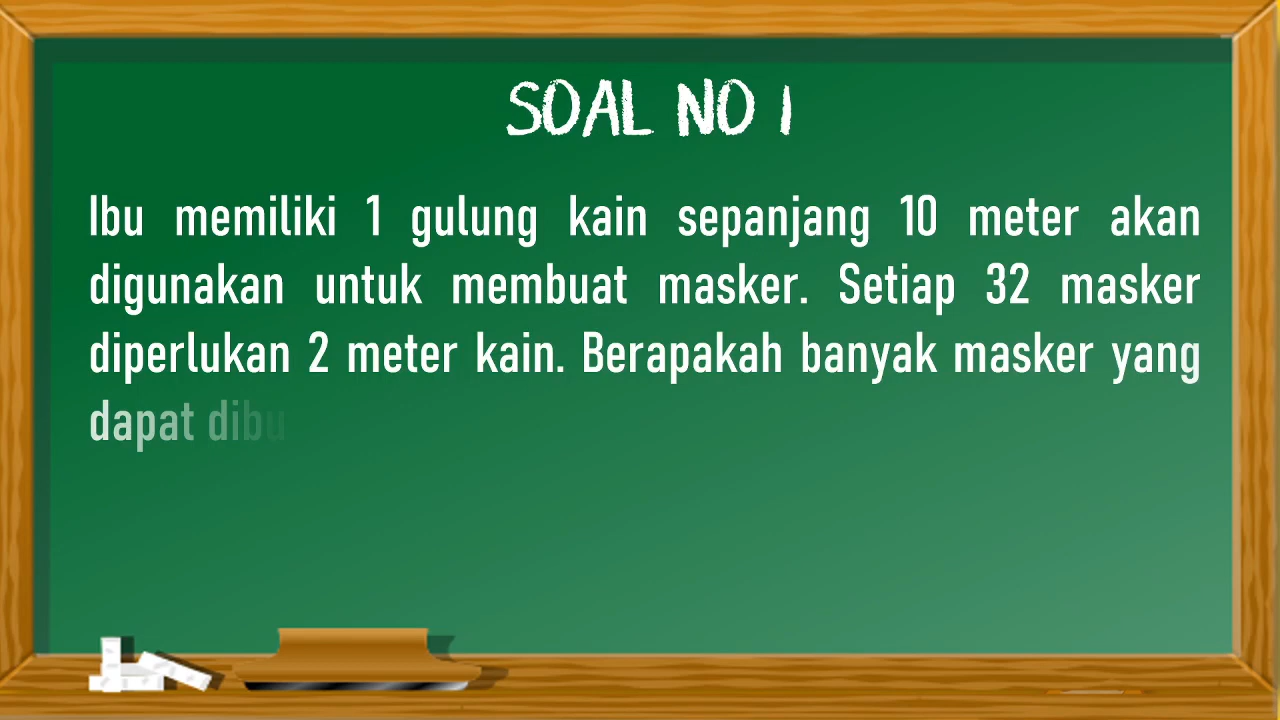 SOAL NO 1
Ibu memiliki 1 gulung kain sepanjang 10 meter akan
digunakan untuk membuat masker. Setiap 32 masker
diperlukan 2 meter kain. Berapakah banyak masker yang
dapat dibu